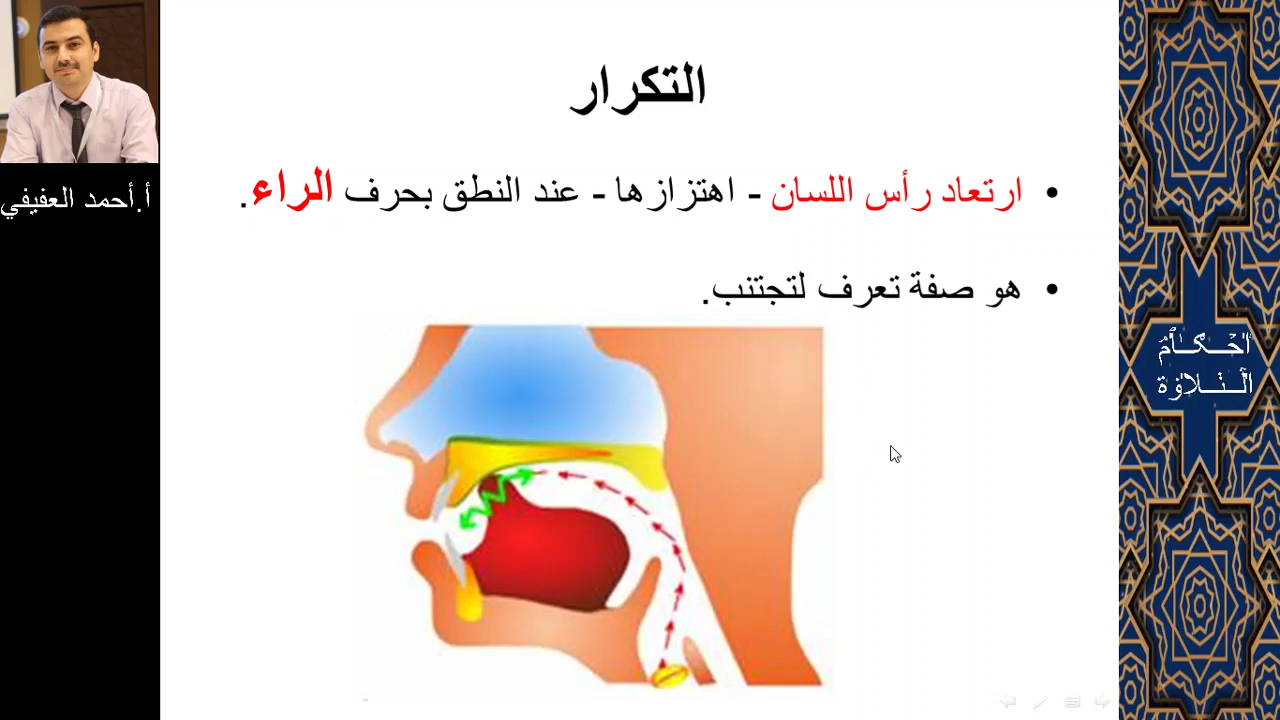 التكرار
ارتعاد رأس اللسان - اهتزازها - عند النطق بحرف الراء.
هو صفة تعرف لتجتنب.
أ.أحمد العفيفي
أحكام
التلاوة